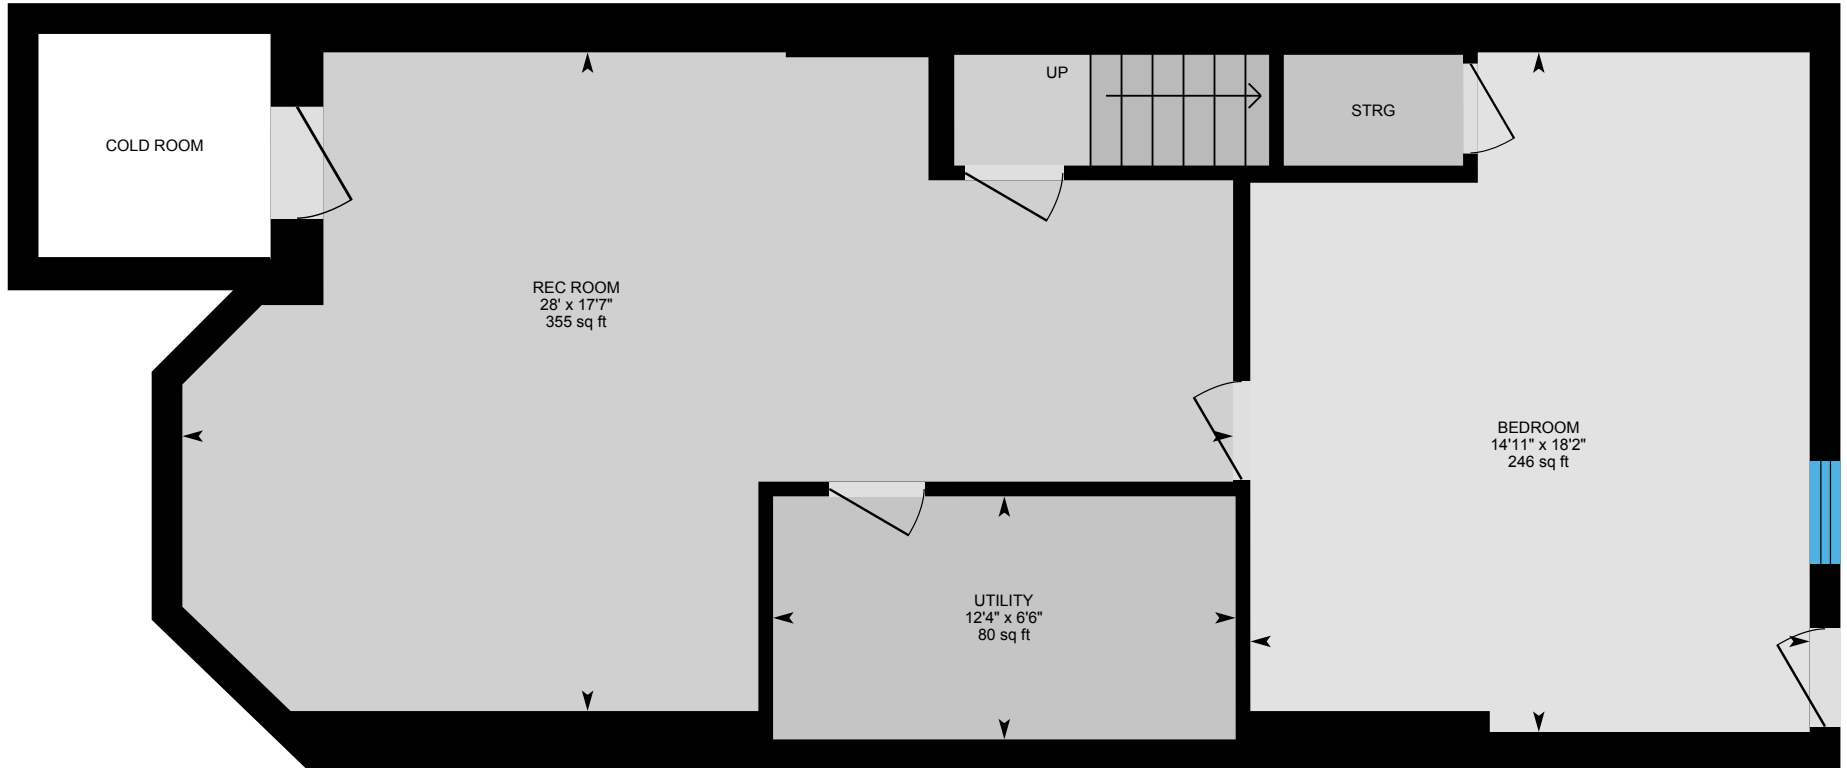 UP
STRG
COLD ROOM
REC ROOM
28' x 17'7"
355 sq ft
BEDROOM
14'11" x 18'2"
246 sq ft
UTILITY
12'4" x 6'6"
80 sq ft